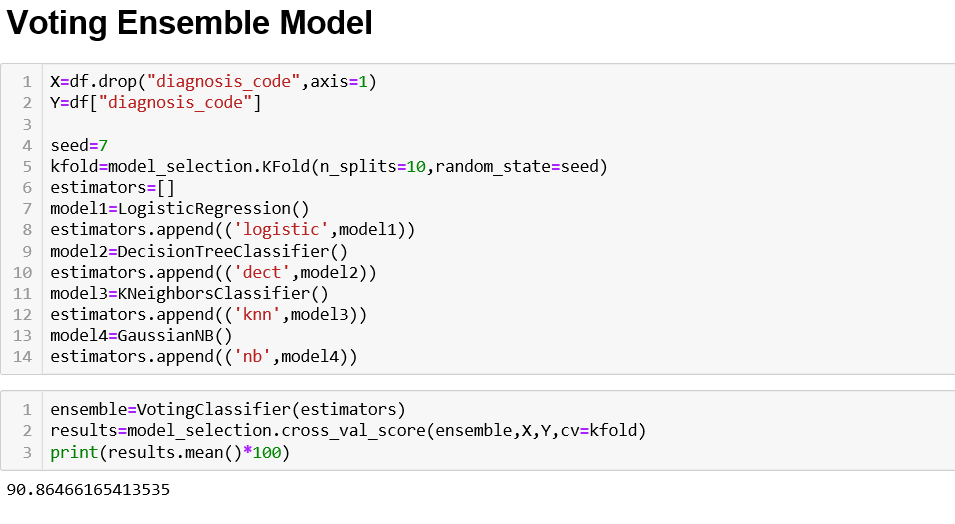 Voting Ensemble Model
1 X=df.drop("diagnosis_code",axis=1)
2 Y=df["diagnosis_code"]
3
4 seed=7
5 kfold=model_selection.KFold(n_splits=10,random_state=seed)
6 estimators=[]
7 model1=LogisticRegression()
8 estimators.append(('logistic',model1))
9 model2=DecisionTreeClassifier()
10 estimators.append(('dect',model2))
11 model3=KNeighborsClassifier()
12 estimators.append(('knn',model3))
13 model4=GaussianNB()
14 estimators.append(('nb',model4))
1 ensemble=VotingClassifier(estimators)
2 results=model_selection.cross_val_score(ensemble,X,Y,cv=kfold)
3 print(results.mean()*100)
90.86466165413535